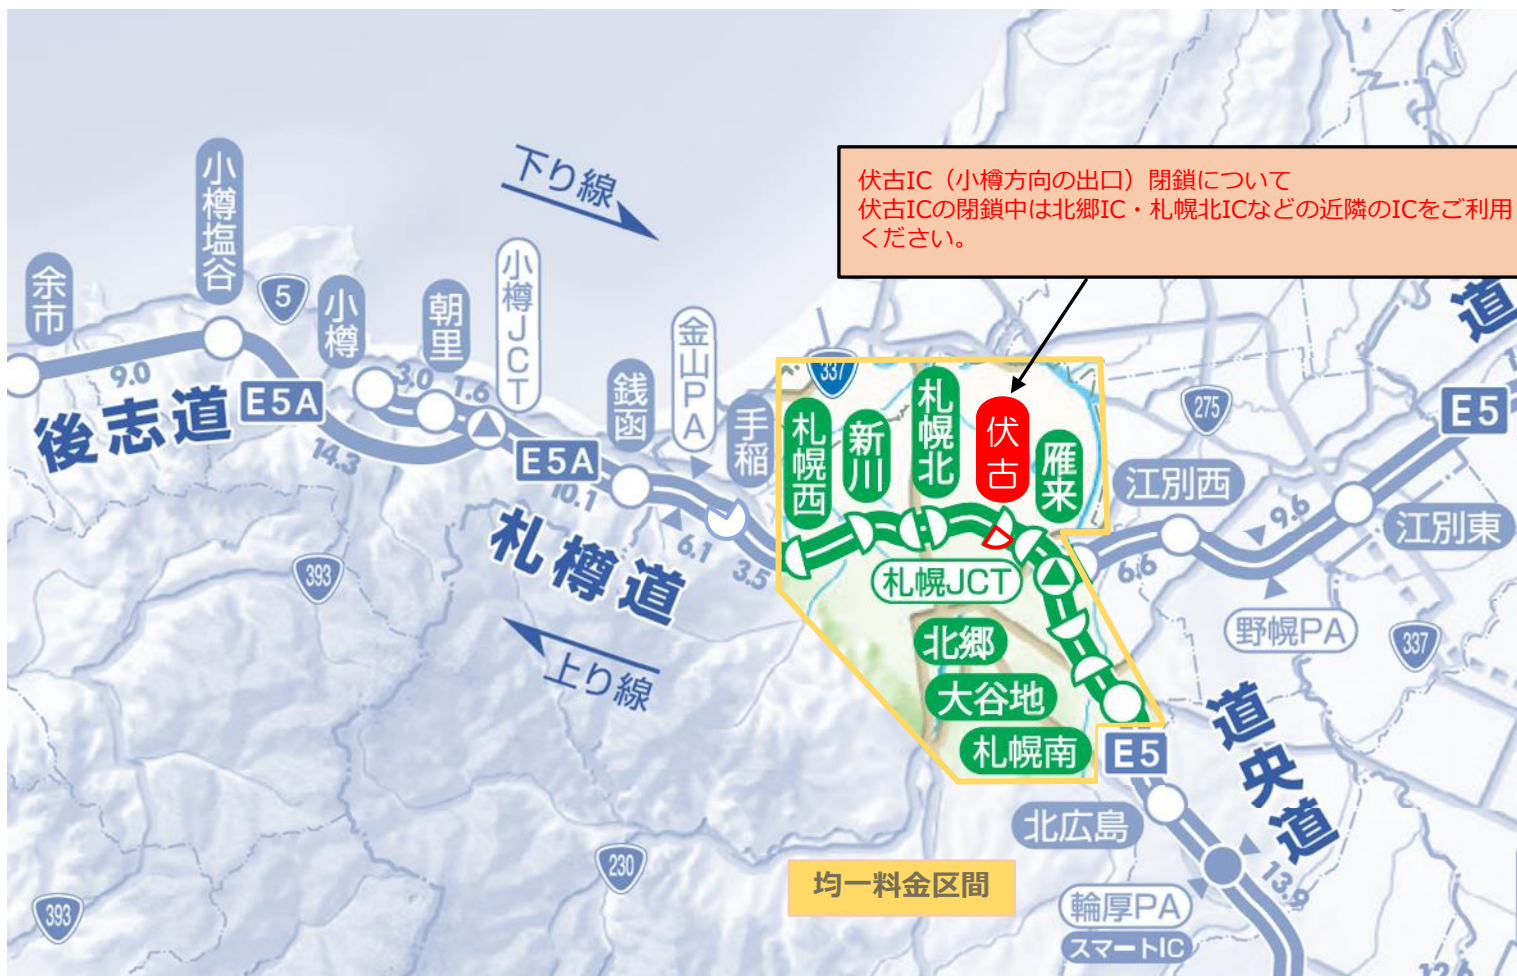 伏古IC（小樽方向の出口）閉鎖について
伏古ICの閉鎖中は北郷IC・札幌北ICなどの近隣のICをご利用
ください。
下り線
小樽塩谷
余市
5
小樽
朝里
小樽JCT
金山PA
銭函
手稲
337
札幌西
新川
札幌北
伏古
雁来
275
E5
道
江別西
江別東
9.0
3.0
1.6
後志道
E5A
14.3
E5A
10.1
札樽道
6.1
3.5
393
札幌JCT
6.6
9.6
野幌PA
337
上り線
北郷
大谷地
札幌南
E5
道央道
北広島
230
均一料金区間
輪厚PA
スマートIC
13.9
393